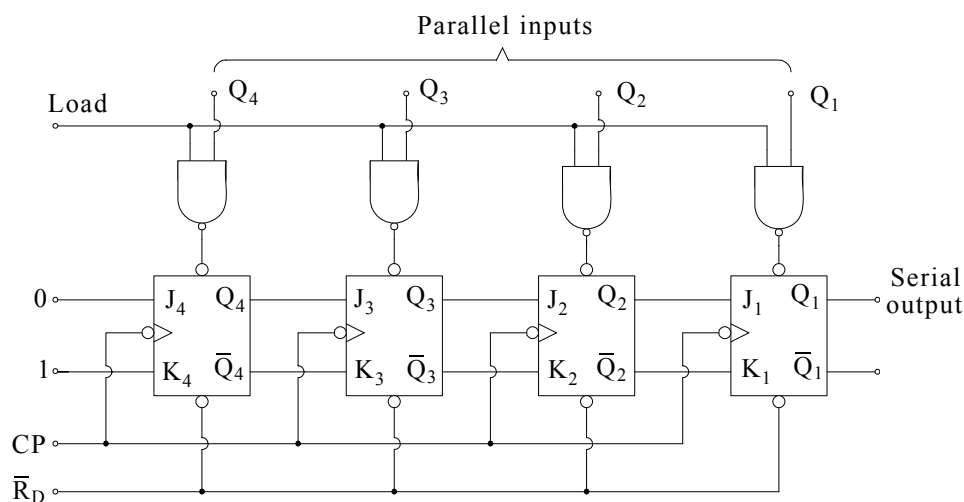 Parallel inputs
Q₄ Q₃ Q₂ Q₁
Load
0 J₄ Q₄ J₃ Q₃ J₂ Q₂ J₁ Q₁ Serial output
1 K₄ Q̅₄ K₃ Q̅₃ K₂ Q̅₂ K₁ Q̅₁
CP
R̅_D